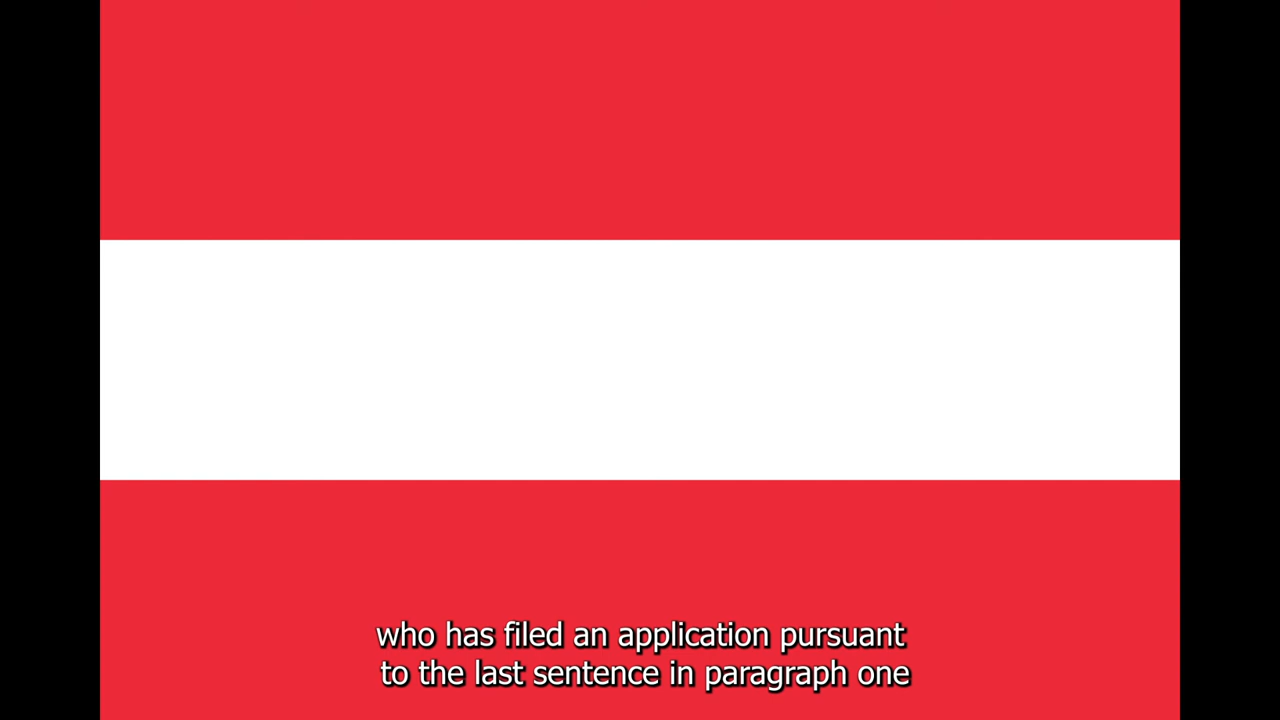 who has filed an application pursuant
to the last sentence in paragraph one